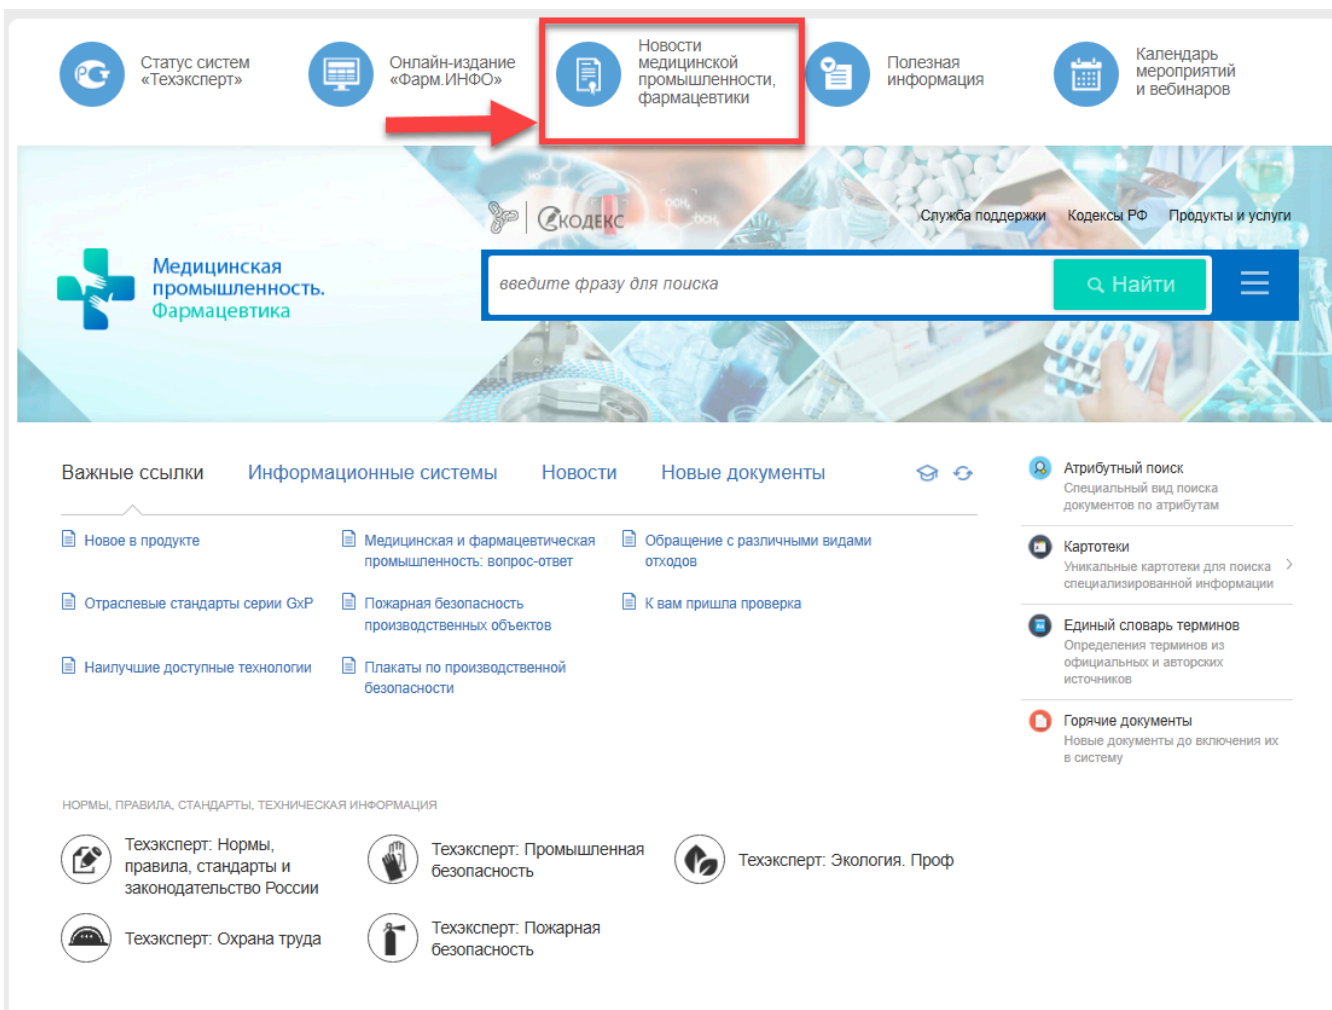 Статус систем
«Техэксперт»
Онлайн-издание
«Фарм.ИНФО»
Новости
медицинской
промышленности,
фармацевтики
Полезная
информация
Календарь
мероприятий
и вебинаров
КОДЕКС
Служба поддержки
Кодексы РФ
Продукты и услуги
Медицинская
промышленность.
Фармацевтика
введите фразу для поиска
Найти
Важные ссылки
Информационные системы
Новости
Новые документы
Новое в продукте
Медицинская и фармацевтическая
промышленность: вопрос-ответ
Обращение с различными видами
отходов
Отраслевые стандарты серии GxP
Пожарная безопасность
производственных объектов
К вам пришла проверка
Наилучшие доступные технологии
Плакаты по производственной
безопасности
Атрибутный поиск
Специальный вид поиска
документов по атрибутам
Картотеки
Уникальные картотеки для поиска
специализированной информации
Единый словарь терминов
Определения терминов из
официальных и авторских
источников
Горячие документы
Новые документы до включения их
в систему
НОРМЫ, ПРАВИЛА, СТАНДАРТЫ, ТЕХНИЧЕСКАЯ ИНФОРМАЦИЯ
Техэксперт: Нормы,
правила, стандарты и
законодательство России
Техэксперт: Промышленная
безопасность
Техэксперт: Экология. Проф
Техэксперт: Охрана труда
Техэксперт: Пожарная
безопасность